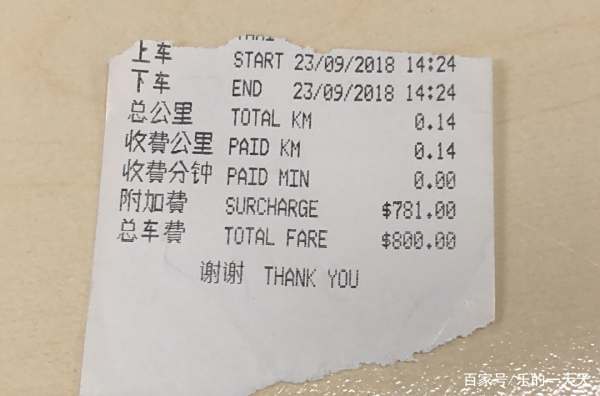 上车 START 23/09/2018 14:24
下车 END 23/09/2018 14:24
总公里 TOTAL KM 0.14
收費公里 PAID KM 0.14
收費分钟 PAID MIN 0.00
附加費 SURCHARGE $781.00
总车費 TOTAL FARE $800.00
谢谢 THANK YOU
百家号/乐的一天天